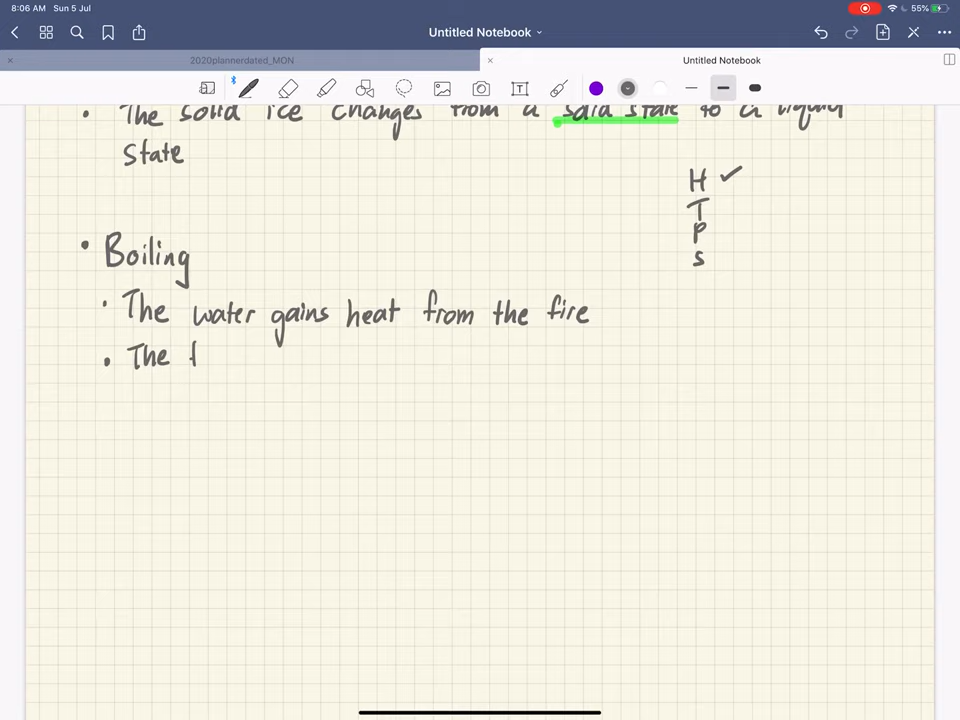 8:06 AM Sun 5 Jul
55%
Untitled Notebook
2020plannerdated_MON
Untitled Notebook
• The solid ice changes from a solid state to a liquid
state
H ✓
T
P
S
• Boiling
• The water gains heat from the fire
• The t